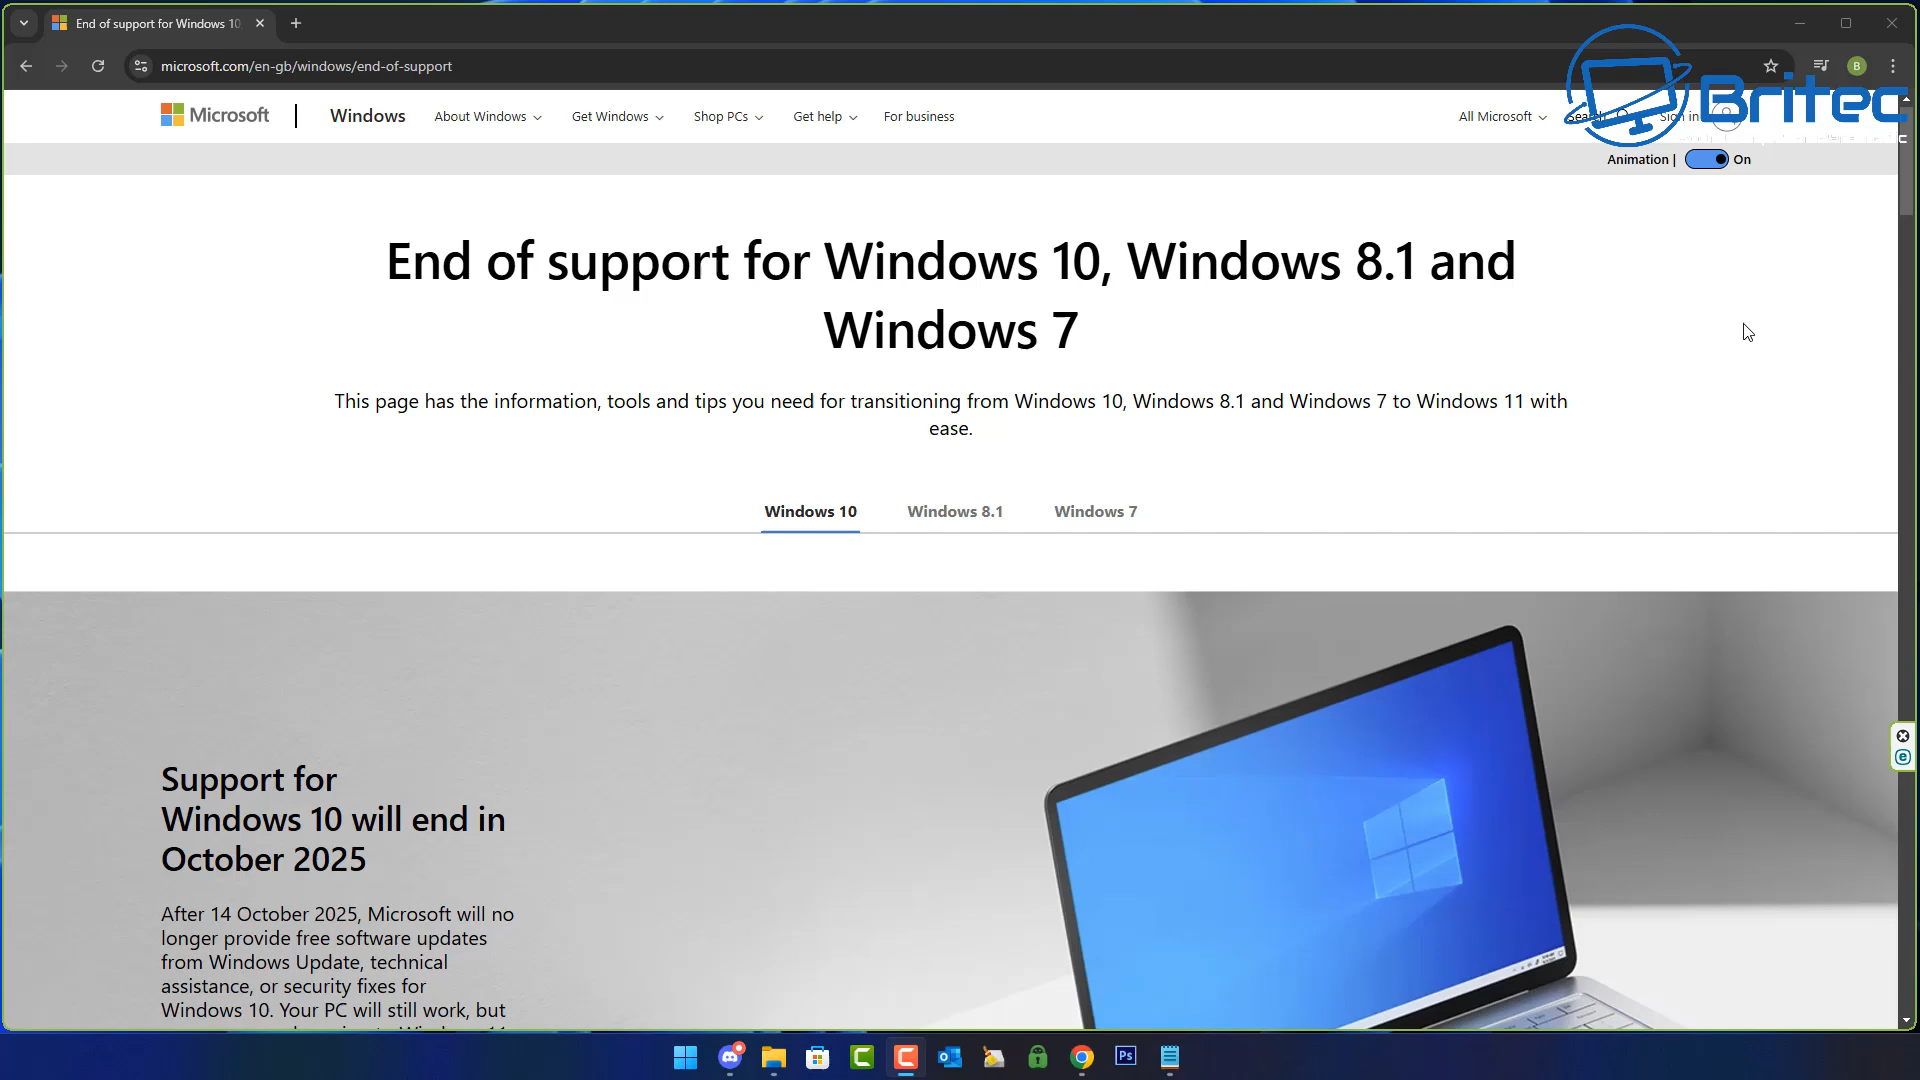 End of support for Windows 10
microsoft.com/en-gb/windows/end-of-support
B
Microsoft
Windows
About Windows
Get Windows
Shop PCs
Get help
For business
All Microsoft
Search
Sign in
Britec
Animation |
On
End of support for Windows 10, Windows 8.1 and
Windows 7
This page has the information, tools and tips you need for transitioning from Windows 10, Windows 8.1 and Windows 7 to Windows 11 with
ease.
Windows 10
Windows 8.1
Windows 7
Support for
Windows 10 will end in
October 2025
After 14 October 2025, Microsoft will no
longer provide free software updates
from Windows Update, technical
assistance, or security fixes for
Windows 10. Your PC will still work, but
Ps